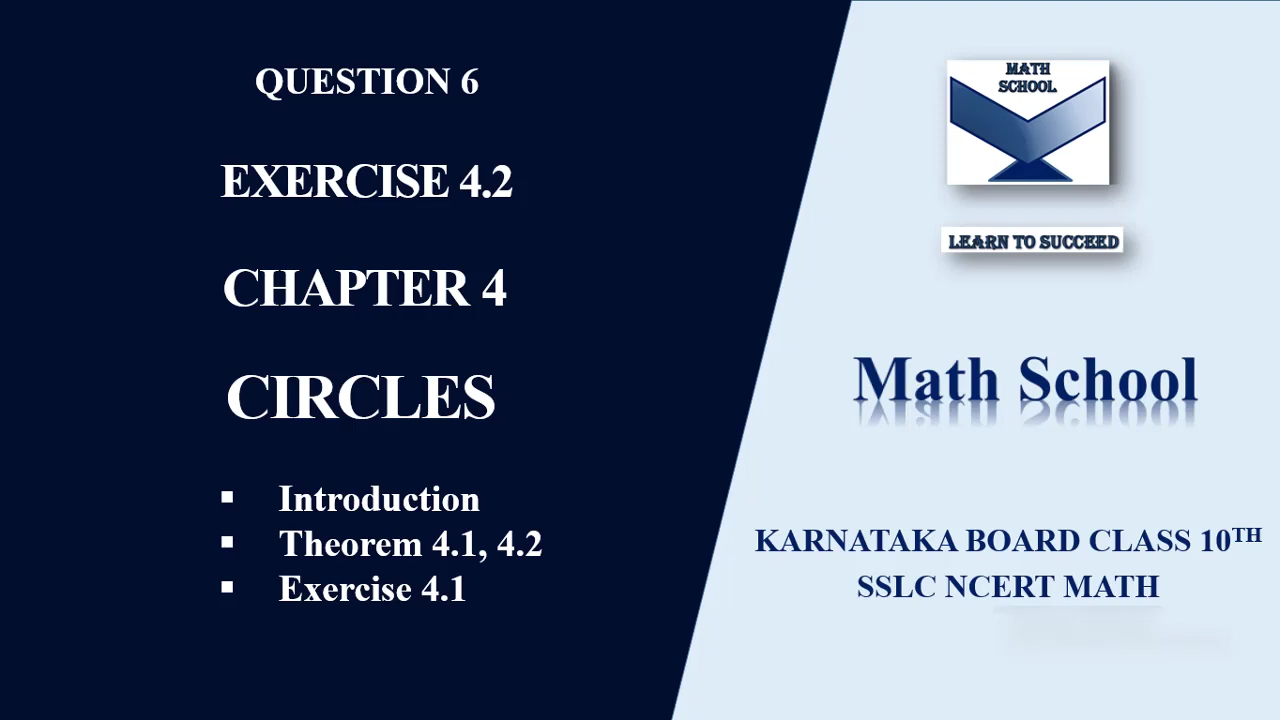 QUESTION 6
EXERCISE 4.2
CHAPTER 4
CIRCLES
▪ Introduction
▪ Theorem 4.1, 4.2
▪ Exercise 4.1
MATH
SCHOOL
LEARN TO SUCCEED
Math School
KARNATAKA BOARD CLASS 10TH
SSLC NCERT MATH